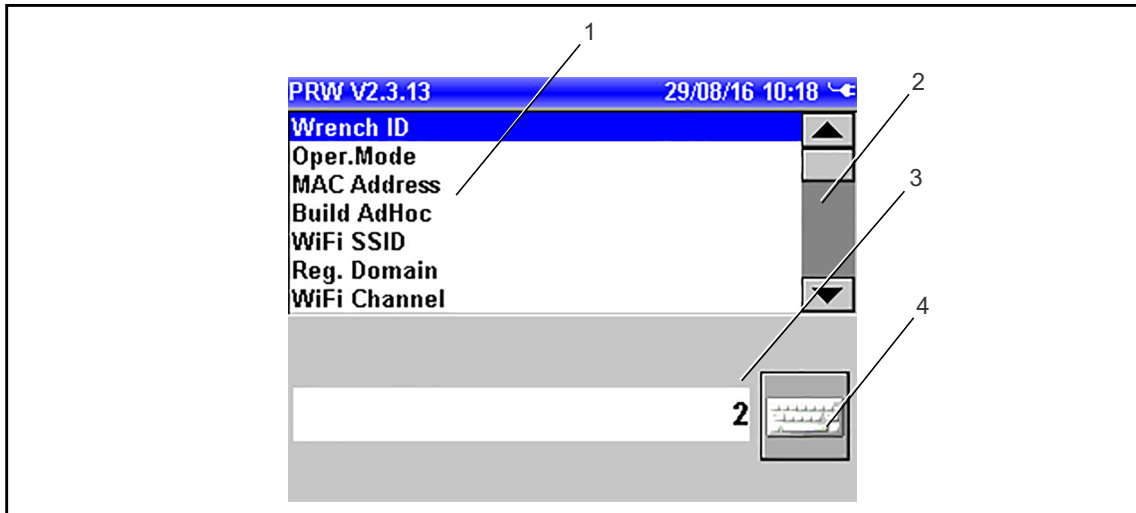 1
PRW V2.3.13 29/08/16 10:18
2
Wrench ID
Oper.Mode
MAC Address
3
Build AdHoc
WiFi SSID
Reg. Domain
WiFi Channel
4
2